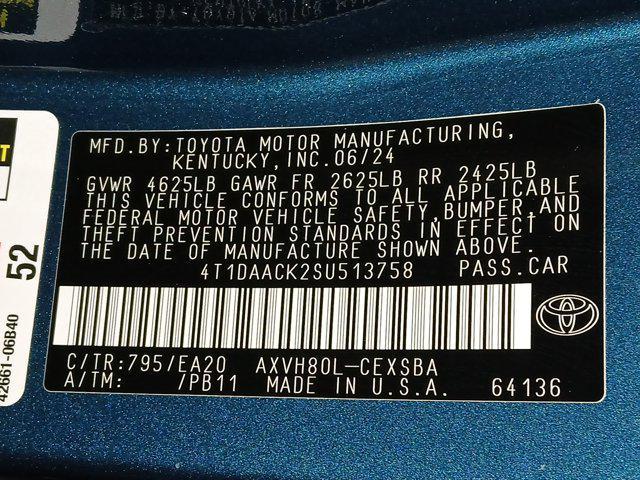 MFD.BY:TOYOTA MOTOR MANUFACTURING,
KENTUCKY,INC.06/24
GVWR 4625LB GAWR FR 2625LB RR 2425LB
THIS VEHICLE CONFORMS TO ALL APPLICABLE
FEDERAL MOTOR VEHICLE SAFETY,BUMPER,AND
THEFT PREVENTION STANDARDS IN EFFECT ON
THE DATE OF MANUFACTURE SHOWN ABOVE.
4T1DAACK2SU513758 PASS.CAR
C/TR:795/EA20 AXVH80L-CEXSBA
A/TM: /PB11 MADE IN U.S.A. 64136
52
42661-06B40